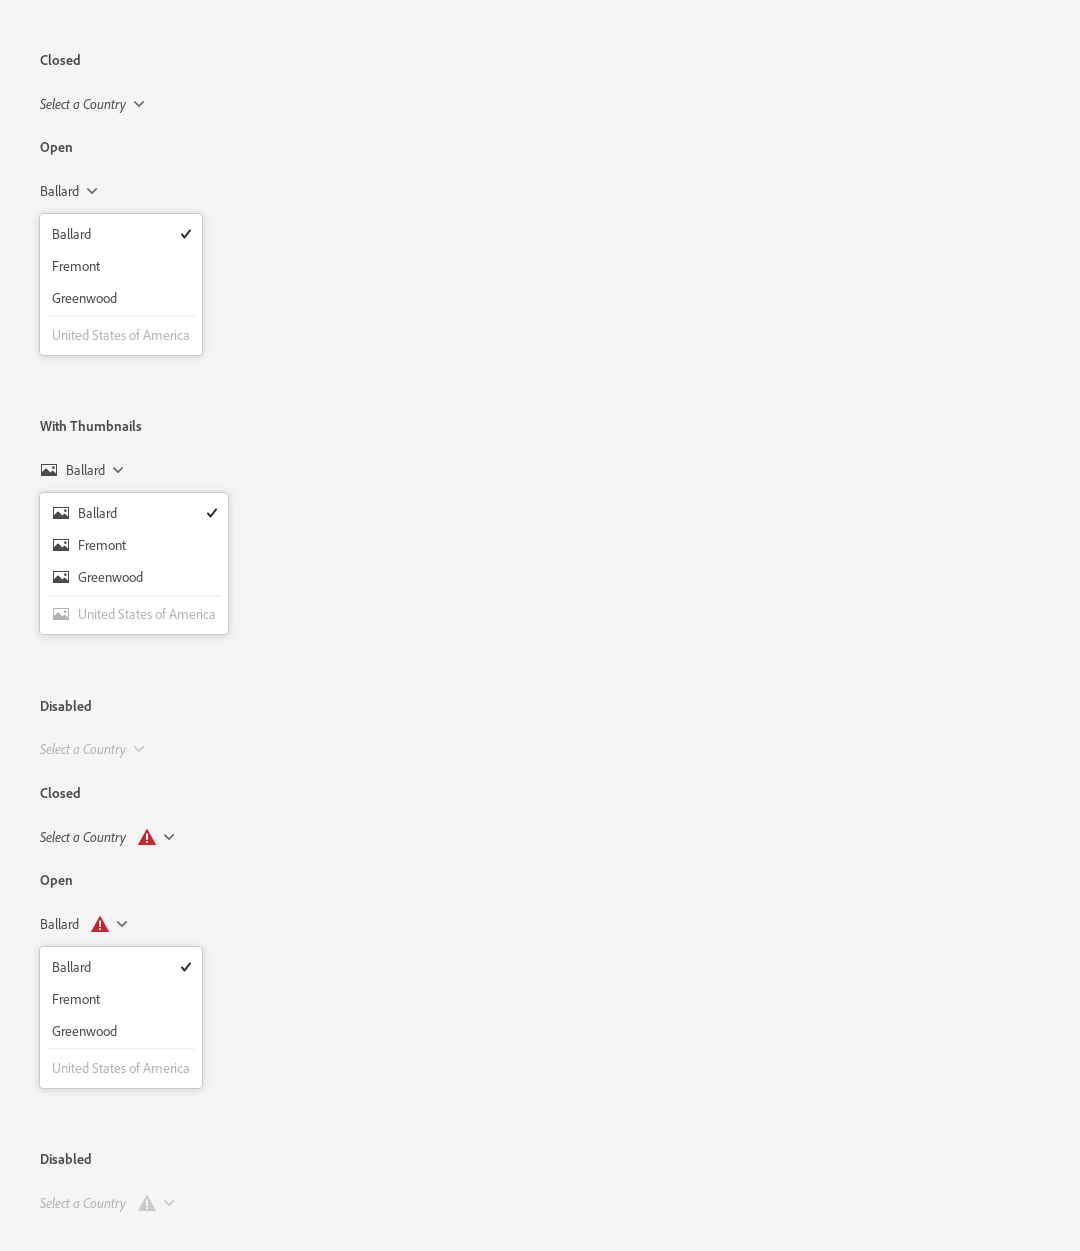 Closed
Select a Country
Open
Ballard
Ballard
Fremont
Greenwood
United States of America
With Thumbnails
Ballard
Ballard
Fremont
Greenwood
United States of America
Disabled
Select a Country
Closed
Select a Country
Open
Ballard
Ballard
Fremont
Greenwood
United States of America
Disabled
Select a Country